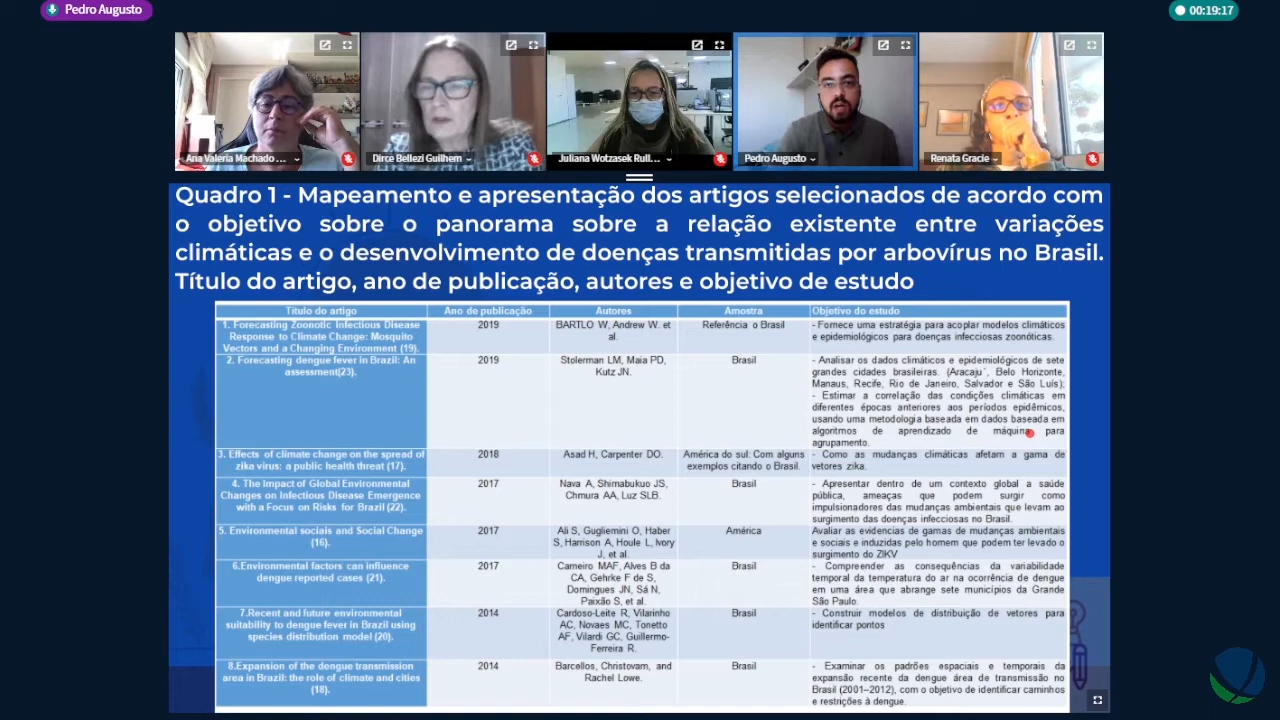 Pedro Augusto
00:19:17
Ana Valeria Machado ...
Dirce Bellezi Guilhem
Juliana Wotzasek Rull...
Pedro Augusto
Renata Gracie
Quadro 1 - Mapeamento e apresentação dos artigos selecionados de acordo com
o objetivo sobre o panorama sobre a relação existente entre variações
climáticas e o desenvolvimento de doenças transmitidas por arbovírus no Brasil.
Título do artigo, ano de publicação, autores e objetivo de estudo
Título do artigo
Ano de publicação
Autores
Amostra
Objetivo do estudo
1. Forecasting Zoonotic Infectious Disease
Response to Climate Change: Mosquito
Vectors and a Changing Environment (19).
2019
BARTLO W, Andrew W. et
al.
Referência o Brasil
- Fornece uma estratégia para acoplar modelos climáticos
e epidemiológicos para doenças infecciosas zoonóticas.
2. Forecasting dengue fever in Brazil: An
assessment(23).
2019
Stolerman LM, Maia PD,
Kutz JN.
Brasil
- Analisar os dados climáticos e epidemiológicos de sete
grandes cidades brasileiras. (Aracaju´, Belo Horizonte,
Manaus, Recife, Rio de Janeiro, Salvador e São Luís);
- Estimar a correlação das condições climáticas em
diferentes épocas anteriores aos períodos epidêmicos,
usando uma metodologia baseada em dados baseada em
algoritmos de aprendizado de máquina para
agrupamento.
3. Effects of climate change on the spread of
zika virus: a public health threat (17).
2018
Asad H, Carpenter DO.
América do sul: Com alguns
exemplos citando o Brasil.
- Como as mudanças climáticas afetam a gama de
vetores zika.
4. The Impact of Global Environmental
Changes on Infectious Disease Emergence
with a Focus on Risks for Brazil (22).
2017
Nava A, Shimabukuo JS,
Chmura AA, Luz SLB.
Brasil
- Apresentar dentro de um contexto global a saúde
pública, ameaças que podem surgir como
impulsionadores das mudanças ambientais que levam ao
surgimento das doenças infecciosas no Brasil.
5. Environmental sociais and Social Change
(16).
2017
Ali S, Gugliemini O, Haber
S, Harrison A, Houle L, Ivory
J, et al.
América
Avaliar as evidencias de gamas de mudanças ambientais
e sociais e induzidas pelo homem que podem ter levado o
surgimento do ZIKV
6.Environmental factors can influence
dengue reported cases (21).
2017
Carneiro MAF, Alves B da
CA, Gehrke F de S,
Domingues JN, Sá N,
Paixão S, et al.
Brasil
- Compreender as consequências da variabilidade
temporal da temperatura do ar na ocorrência de dengue
em uma área que abrange sete municípios da Grande
São Paulo.
7.Recent and future environmental
suitability to dengue fever in Brazil using
species distribution model (20).
2014
Cardoso-Leite R, Vilarinho
AC, Novaes MC, Tonetto
AF, Vilardi GC, Guillermo-
Ferreira R.
Brasil
- Construir modelos de distribuição de vetores para
identificar pontos
8.Expansion of the dengue transmission
area in Brazil: the role of climate and cities
(18).
2014
Barcellos, Christovam, and
Rachel Lowe.
Brasil
- Examinar os padrões espaciais e temporais da
expansão recente da dengue área de transmissão no
Brasil (2001–2012), com o objetivo de identificar caminhos
e restrições à dengue.